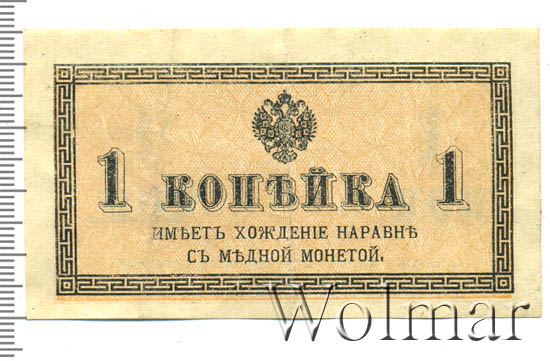 1 КОПѢЙКА 1
ИМѢЕТЪ ХОЖДЕНІЕ НАРАВНѢ
СЪ МѢДНОЙ МОНЕТОЙ.
Wolmar